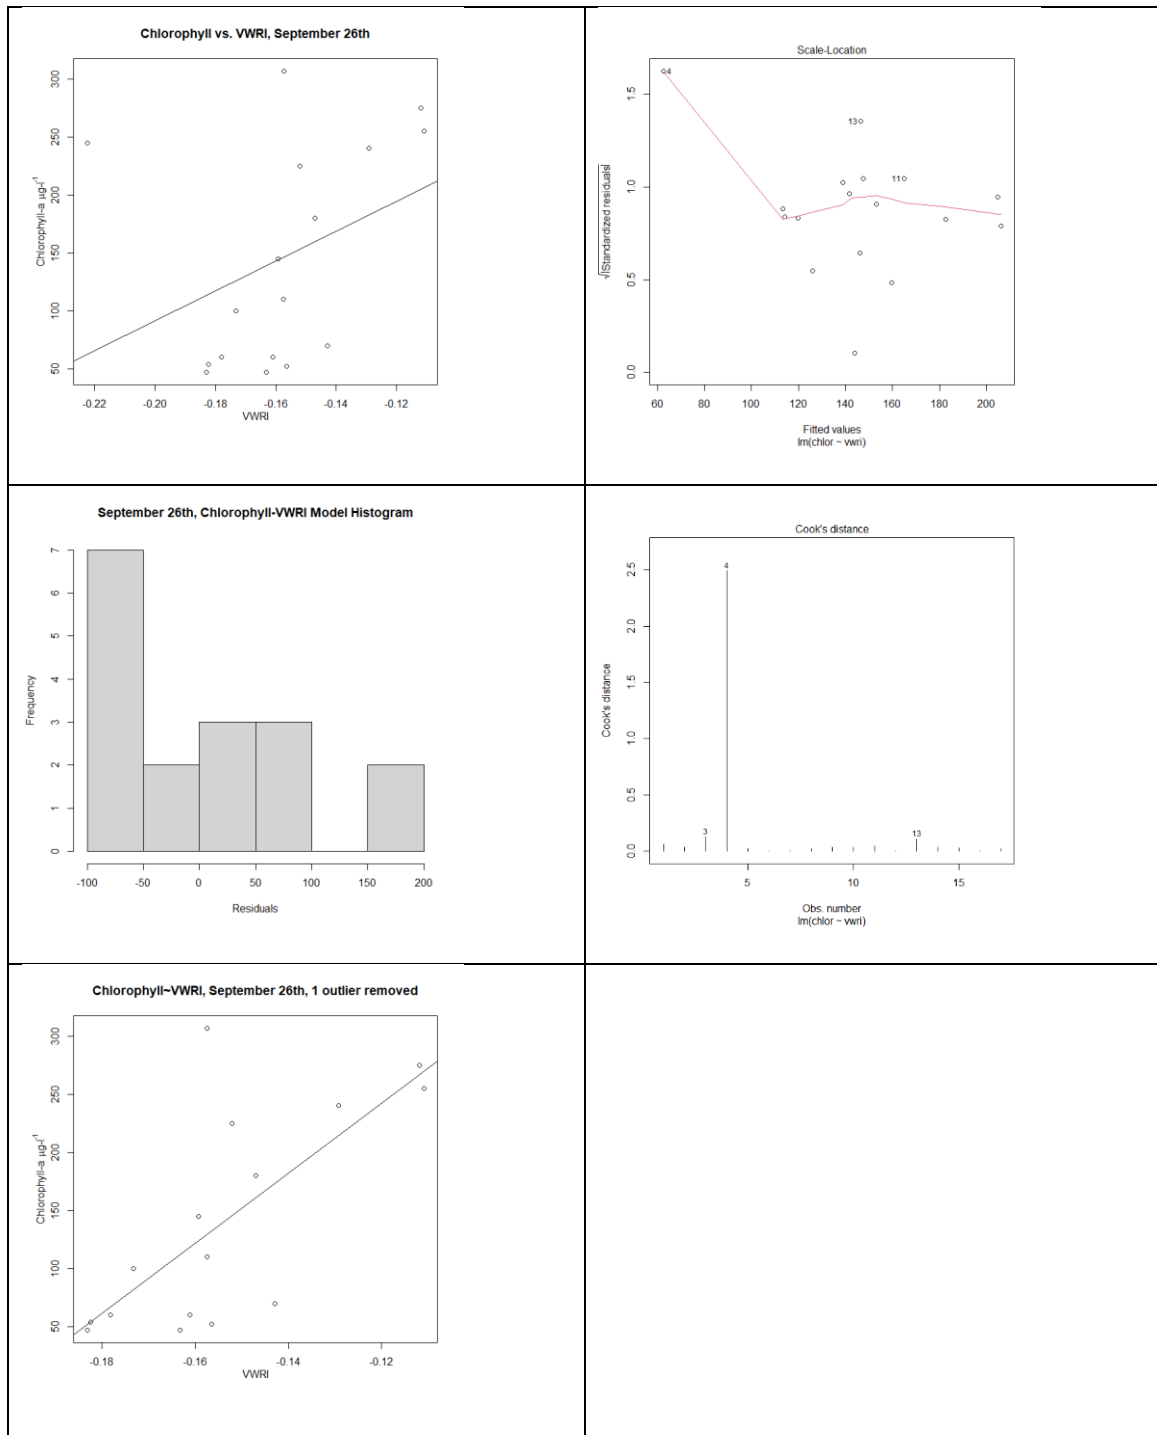 Chlorophyll vs. VWRI, September 26th
Chlorophyll-a µg-l⁻¹
300
250
200
150
100
50
-0.22 -0.20 -0.18 -0.16 -0.14 -0.12
VWRI
Scale-Location
√|Standardized residuals|
1.5
1.0
0.5
0.0
4
13
11
60 80 100 120 140 160 180 200
Fitted values
lm(chlor ~ vwri)
September 26th, Chlorophyll-VWRI Model Histogram
Frequency
7
6
5
4
3
2
1
0
-100 -50 0 50 100 150 200
Residuals
Cook's distance
Cook's distance
2.5
2.0
1.5
1.0
0.5
0.0
4
3
13
5 10 15
Obs. number
lm(chlor ~ vwri)
Chlorophyll~VWRI, September 26th, 1 outlier removed
Chlorophyll-a µg-l⁻¹
300
250
200
150
100
50
-0.18 -0.16 -0.14 -0.12
VWRI